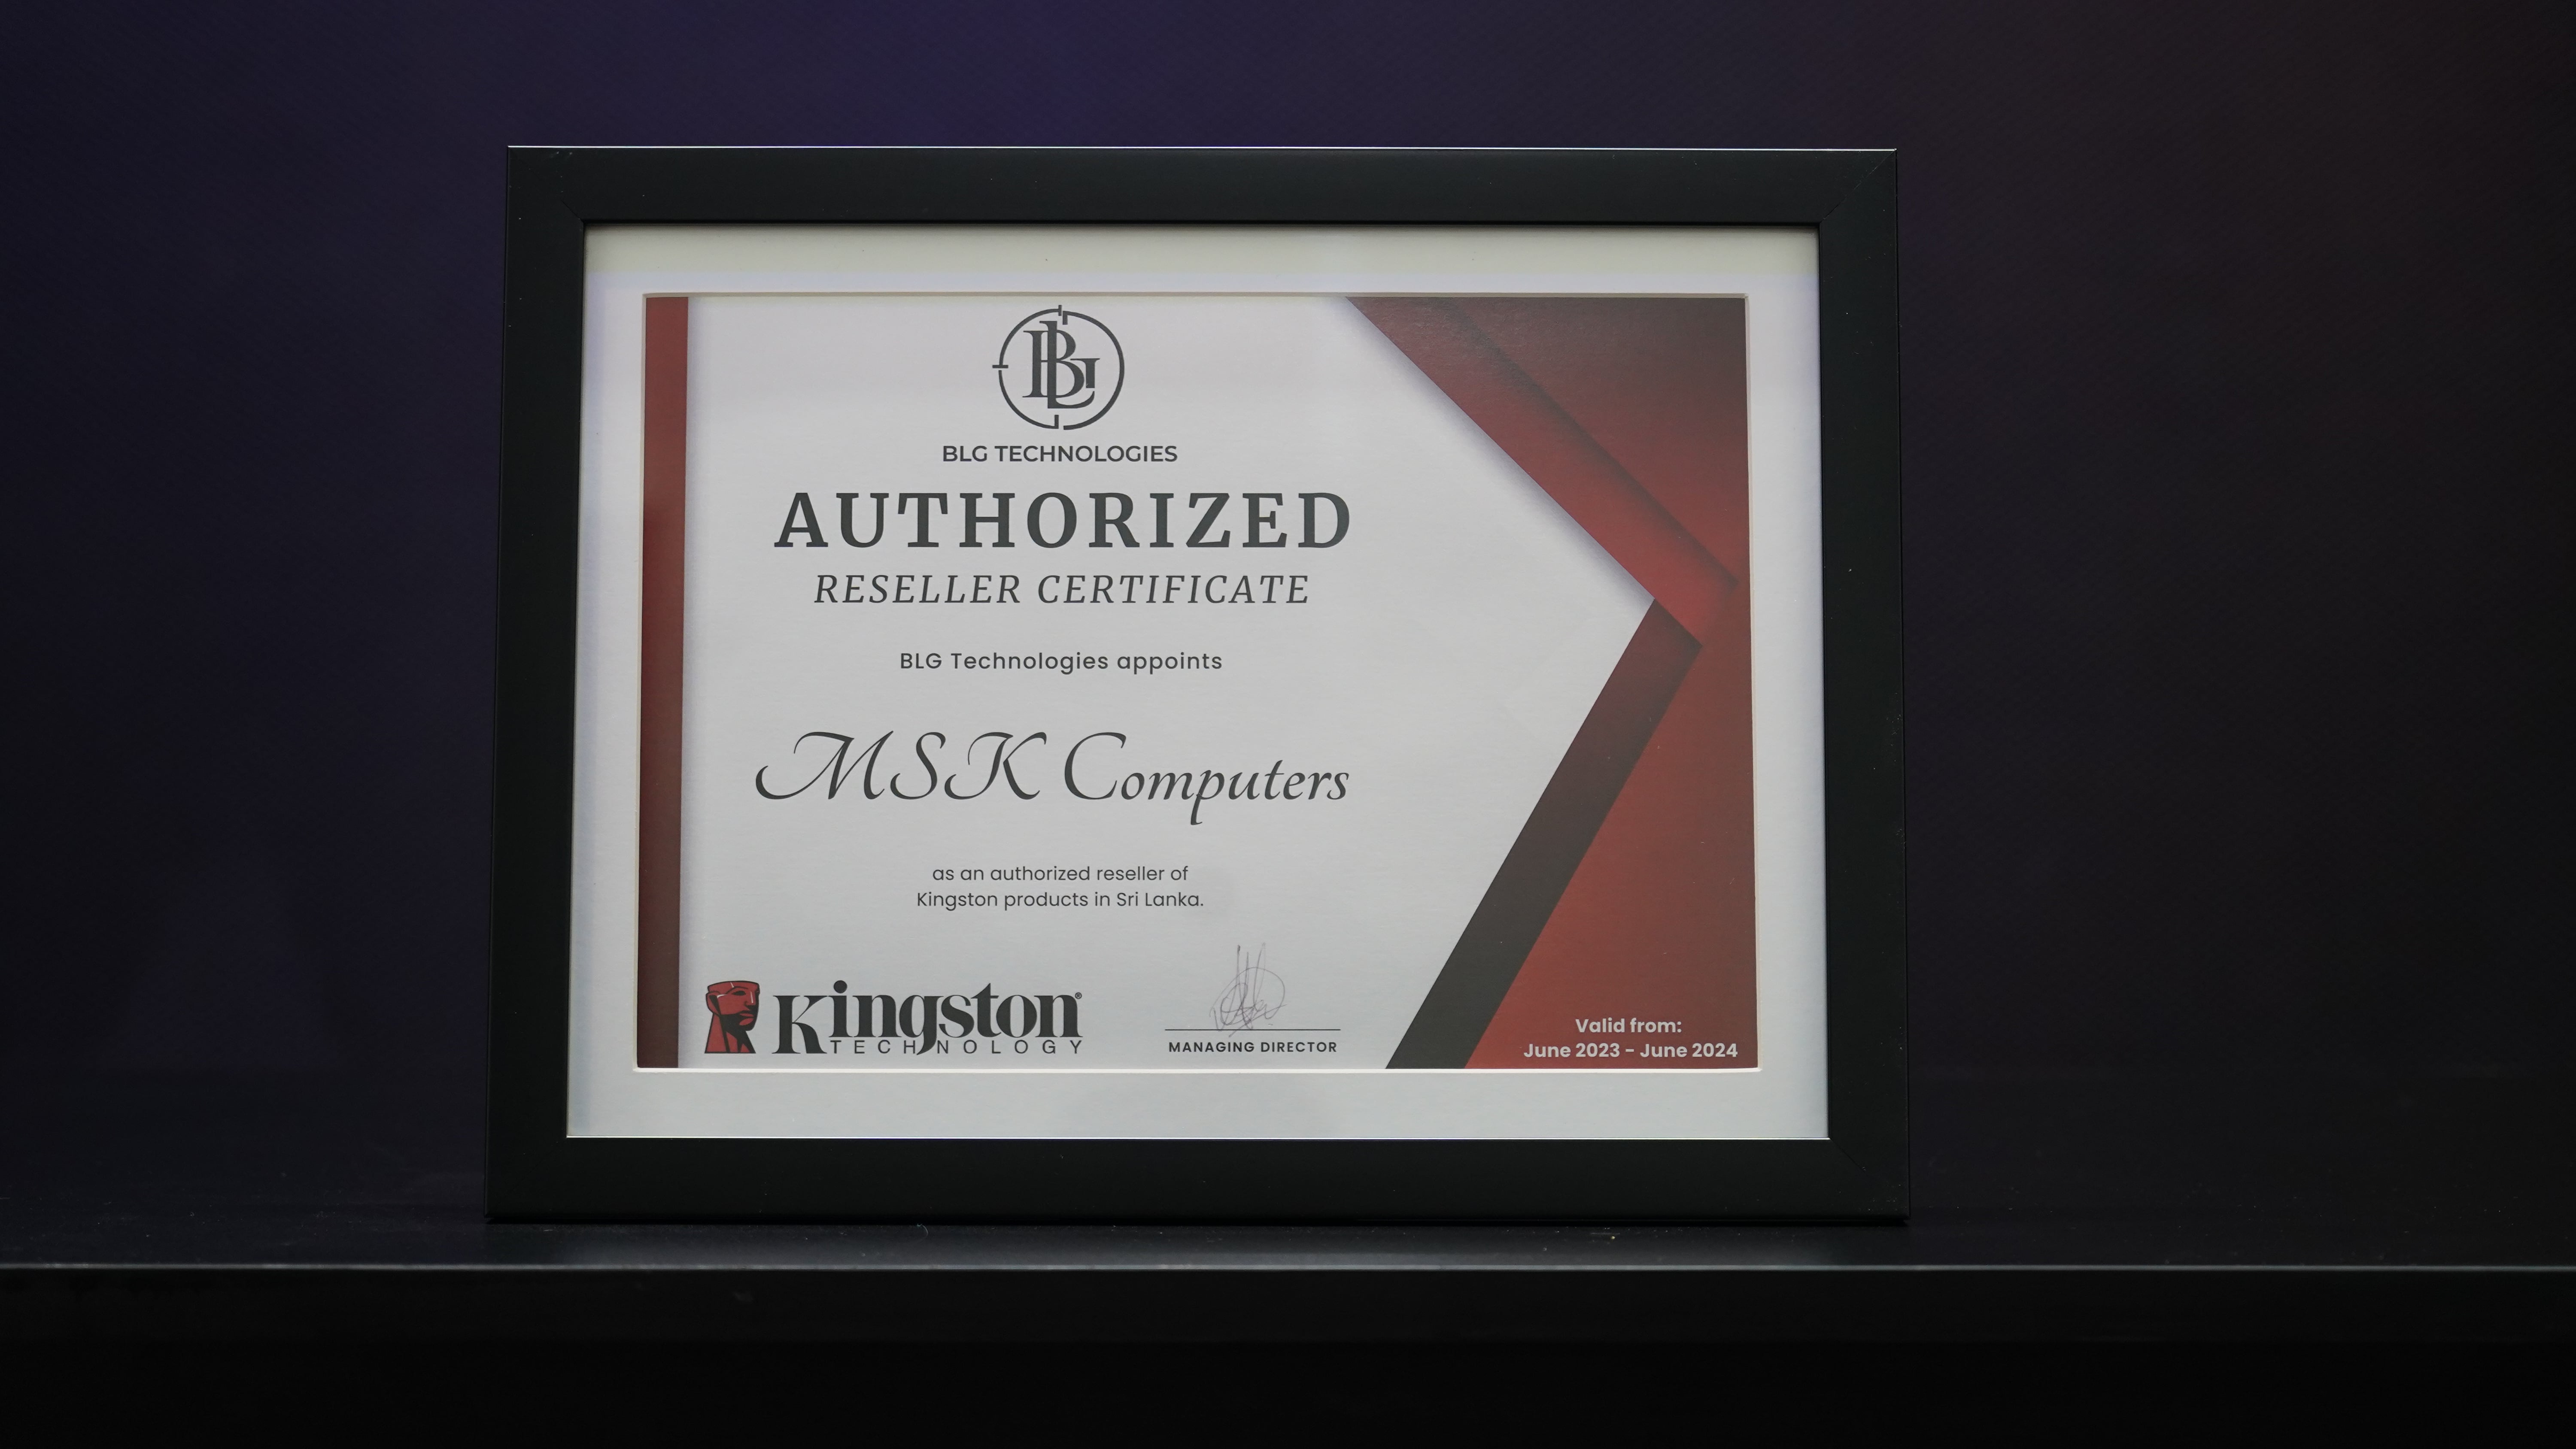 BLG
BLG TECHNOLOGIES
AUTHORIZED
RESELLER CERTIFICATE
BLG Technologies appoints
MSK Computers
as an authorized reseller of
Kingston products in Sri Lanka.
Kingston®
TECHNOLOGY
MANAGING DIRECTOR
Valid from:
June 2023 - June 2024